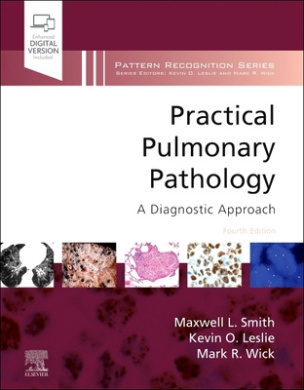 Enhanced
DIGITAL
VERSION
Included
PATTERN RECOGNITION SERIES
SERIES EDITORS: KEVIN O. LESLIE AND MARK R. WICK
Practical
Pulmonary
Pathology
A Diagnostic Approach
Fourth Edition
Maxwell L. Smith
Kevin O. Leslie
Mark R. Wick
ELSEVIER